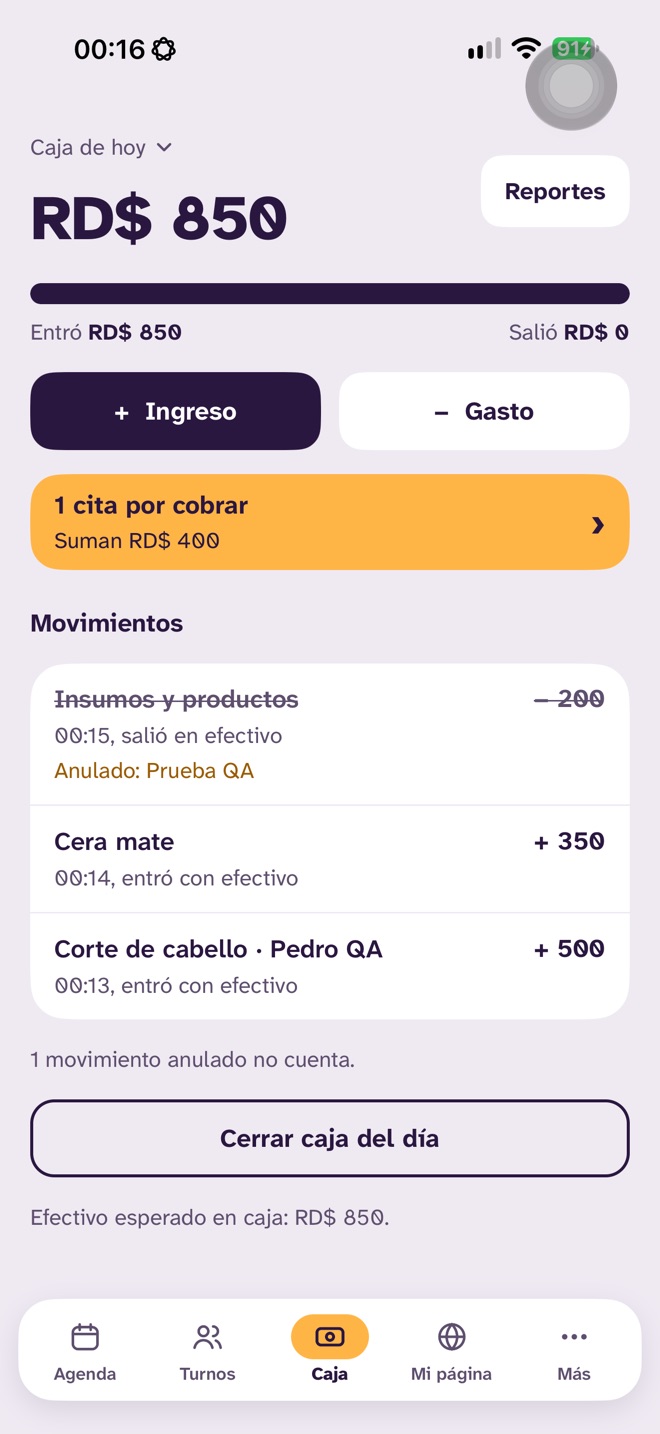 00:16
91
Caja de hoy
RD$ 850
Reportes
Entró RD$ 850
Salió RD$ 0
+ Ingreso
– Gasto
1 cita por cobrar
Suman RD$ 400
Movimientos
Insumos y productos – 200
00:15, salió en efectivo
Anulado: Prueba QA
Cera mate + 350
00:14, entró con efectivo
Corte de cabello · Pedro QA + 500
00:13, entró con efectivo
1 movimiento anulado no cuenta.
Cerrar caja del día
Efectivo esperado en caja: RD$ 850.
Agenda
Turnos
Caja
Mi página
Más